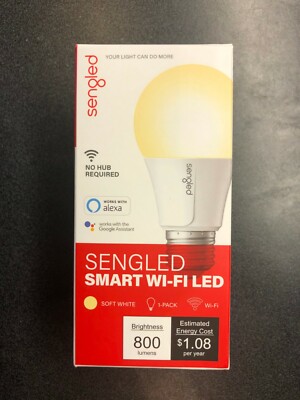 sengled
YOUR LIGHT CAN DO MORE
sengled
NO HUB
REQUIRED
WORKS WITH
alexa
works with the
Google Assistant
SENGLED
SMART WI-FI LED
SOFT WHITE
1-PACK
Wi-Fi
Brightness
800
lumens
Estimated
Energy Cost
$1.08
per year